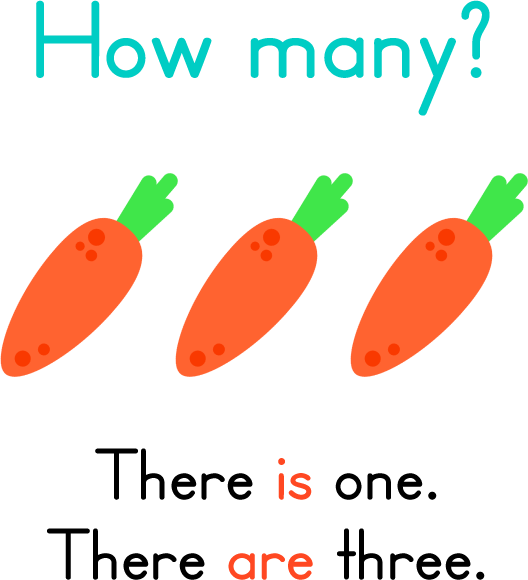 How many?
There is one.
There are three.